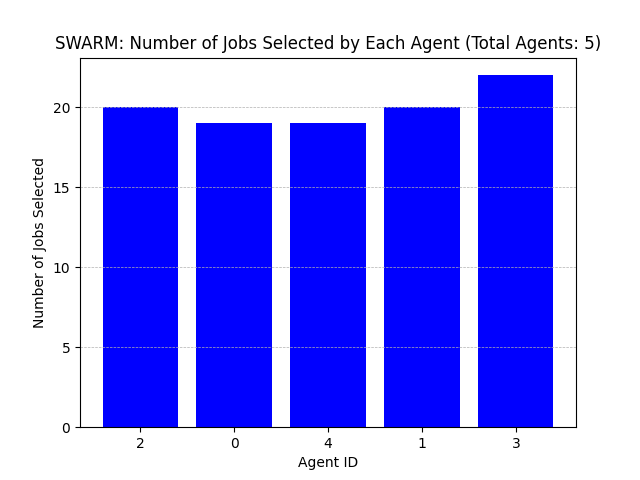 SWARM: Number of Jobs Selected by Each Agent (Total Agents: 5)
Number of Jobs Selected
20
15
10
5
0
2 0 4 1 3
Agent ID